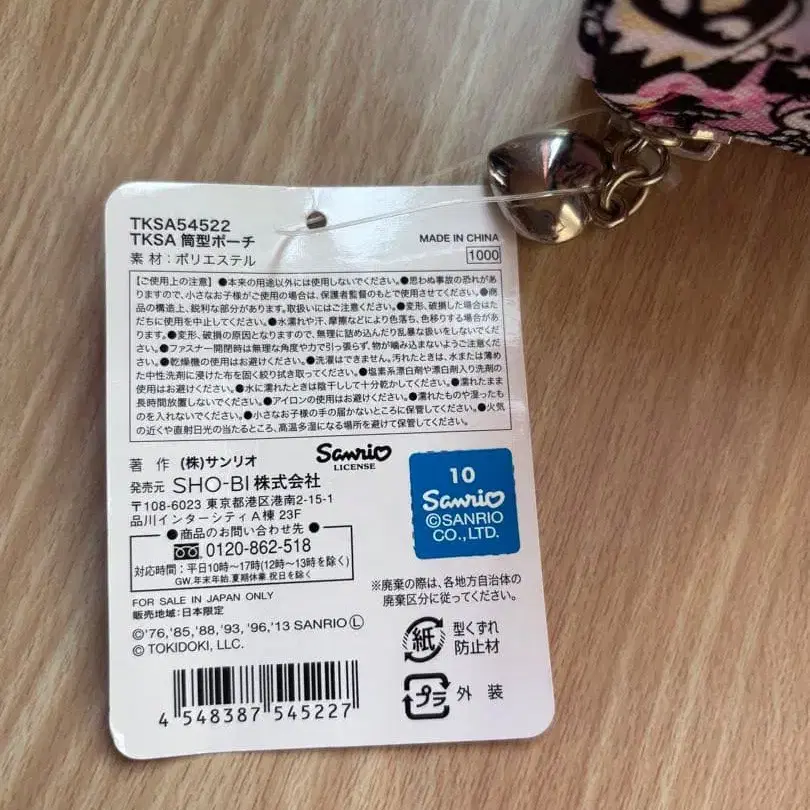 TKSA54522
TKSA 筒型ポーチ
素材:ポリエステル
MADE IN CHINA
1000
【ご使用上の注意】●本来の用途以外には使用しないでください。●思わぬ事故の恐れがあ
りますので、小さなお子様がご使用の場合は、保護者監督のもとで使用させてください。●商
品の構造上、鋭利な部分があります。取扱いにはご注意ください。●変形、破損した場合はた
だちに使用を中止してください。●水濡れや汗、摩擦などにより色落ち、色移りする場合があ
ります。●変形、破損の原因となりますので、無理に詰め込んだり乱暴な扱いをしないでくだ
さい。●ファスナー開閉時は無理な角度や力で引っ張らず、物が噛み込まないようご注意くだ
さい。●乾燥機の使用はお避けください。●洗濯はできません。汚れたときは、水または薄め
た中性洗剤に浸けた布を固く絞り拭き取ってください。●塩素系漂白剤や漂白剤入り洗剤の
使用はお避けください。●水に濡れたときは陰干しして十分乾かしてください。●濡れたまま
長時間放置しないでください。●アイロンの使用はお避けください。●濡れたものや湿ったも
のを入れないでください。●小さなお子様の手の届かないところに保管してください。●火気
の近くや直射日光の当たるところ、高温多湿になる場所を避けて保管してください。
著 作 (株)サンリオ
Sanrio
LICENSE
発売元 SHO-BI 株式会社
〒108-6023 東京都港区港南2-15-1
品川インターシティA棟 23F
●商品のお問い合わせ先●
0120-862-518
対応時間:平日10時〜17時(12時〜13時を除く)
GW、年末年始、夏期休業、祝日を除く
10
Sanrio
©SANRIO
CO.,LTD.
FOR SALE IN JAPAN ONLY
販売地域:日本限定
©'76,'85,'88,'93,'96,'13 SANRIO Ⓛ
© TOKIDOKI, LLC.
※廃棄の際は、各地方自治体の
廃棄区分に従ってください。
紙 型くずれ
防止材
プラ 外 装
4 548387 545227